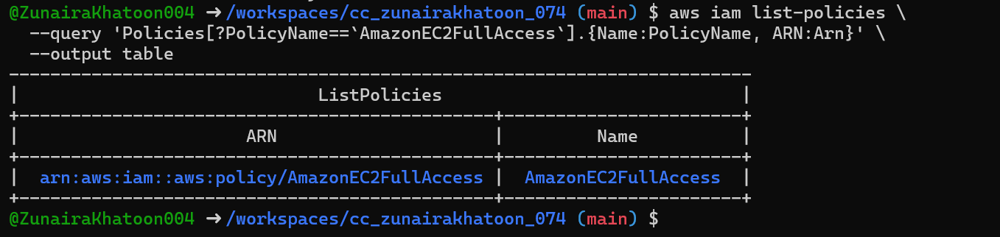 @ZunairaKhatoon004 ➜ /workspaces/cc_zunairakhatoon_074 (main) $ aws iam list-policies \
  --query 'Policies[?PolicyName==`AmazonEC2FullAccess`].{Name:PolicyName, ARN:Arn}' \
  --output table
------------------------------------------------------------------------
|                             ListPolicies                             |
+----------------------------------------------+-----------------------+
|                      ARN                     |         Name          |
+----------------------------------------------+-----------------------+
|  arn:aws:iam::aws:policy/AmazonEC2FullAccess |  AmazonEC2FullAccess  |
+----------------------------------------------+-----------------------+
@ZunairaKhatoon004 ➜ /workspaces/cc_zunairakhatoon_074 (main) $